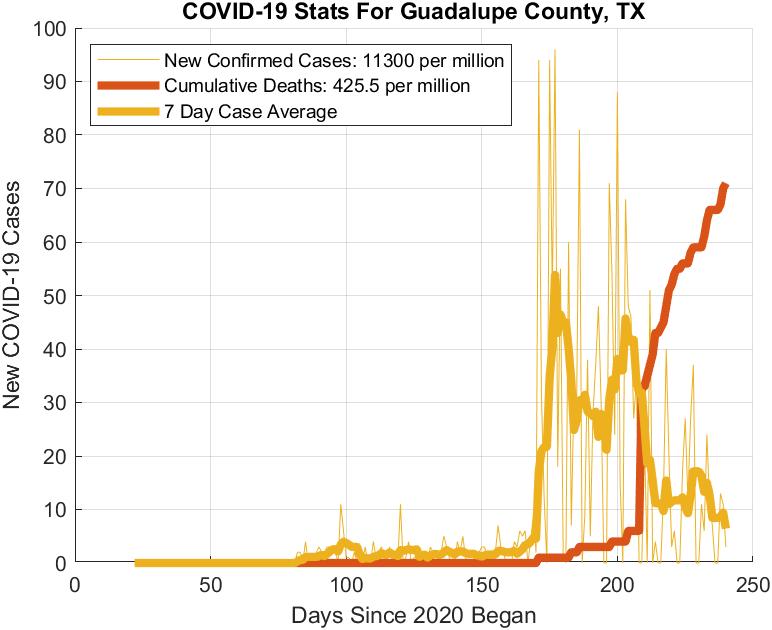 COVID-19 Stats For Guadalupe County, TX
New Confirmed Cases: 11300 per million
Cumulative Deaths: 425.5 per million
7 Day Case Average
New COVID-19 Cases
100
90
80
70
60
50
40
30
20
10
0
0 50 100 150 200 250
Days Since 2020 Began